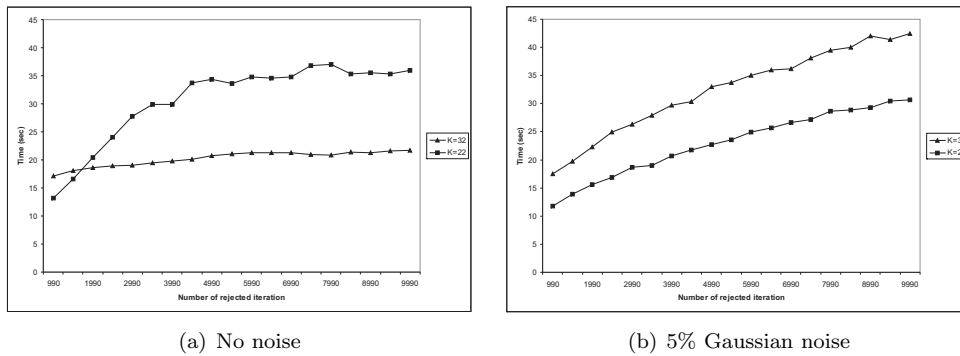 45
40
35
30
25
20
15
10
5
0
Time (sec)
990 1990 2990 3990 4990 5990 6990 7990 8990 9990
Number of rejected iteration
K=32
K=22
(a) No noise
45
40
35
30
25
20
15
10
5
0
Time (sec)
990 1990 2990 3990 4990 5990 6990 7990 8990 9990
Number of rejected iteration
K=3
K=2
(b) 5% Gaussian noise